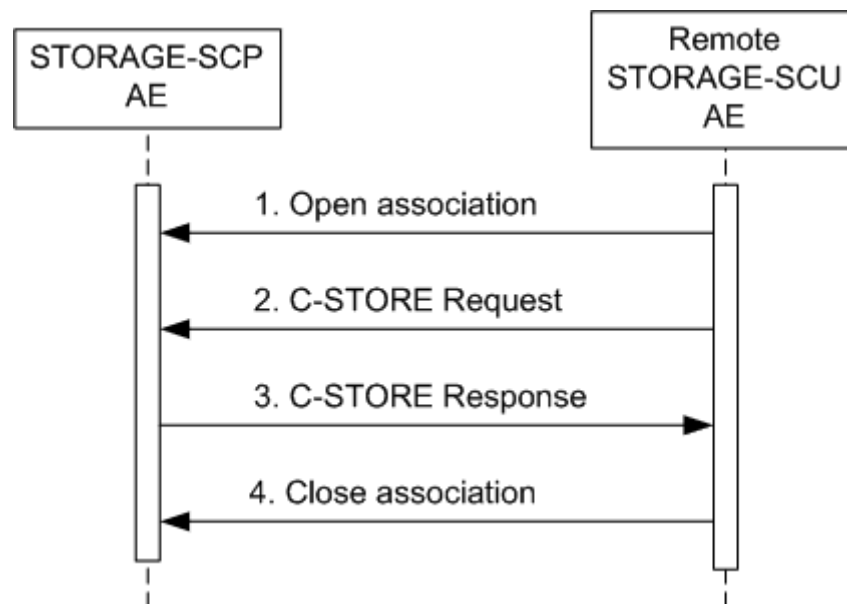 STORAGE-SCP
AE
Remote
STORAGE-SCU
AE
1. Open association
2. C-STORE Request
3. C-STORE Response
4. Close association